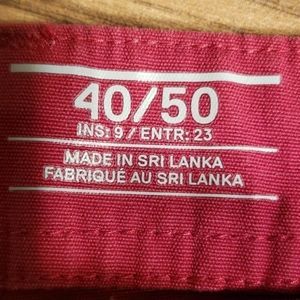 40/50
INS: 9 / ENTR: 23
MADE IN SRI LANKA
FABRIQUÉ AU SRI LANKA